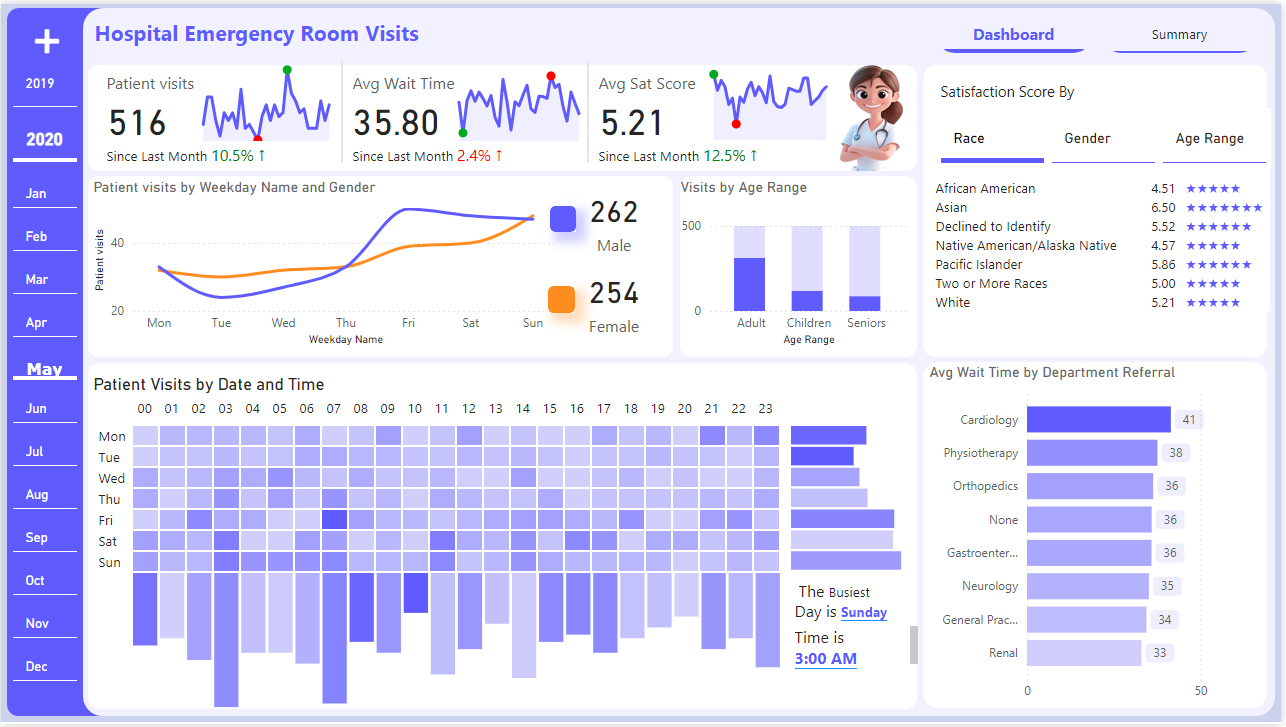 Hospital Emergency Room Visits
Dashboard
Summary
2019
2020
Jan
Feb
Mar
Apr
May
Jun
Jul
Aug
Sep
Oct
Nov
Dec
Patient visits
516
Since Last Month 10.5% ↑
Avg Wait Time
35.80
Since Last Month 2.4% ↑
Avg Sat Score
5.21
Since Last Month 12.5% ↑
Satisfaction Score By
Race Gender Age Range
African American 4.51 ★★★★★
Asian 6.50 ★★★★★★★
Declined to Identify 5.52 ★★★★★★
Native American/Alaska Native 4.57 ★★★★★
Pacific Islander 5.86 ★★★★★★
Two or More Races 5.00 ★★★★★
White 5.21 ★★★★★
Patient visits by Weekday Name and Gender
Patient visits
40
20
Mon Tue Wed Thu Fri Sat Sun
Weekday Name
262
Male
254
Female
Visits by Age Range
500
0
Adult Children Seniors
Age Range
Patient Visits by Date and Time
00 01 02 03 04 05 06 07 08 09 10 11 12 13 14 15 16 17 18 19 20 21 22 23
Mon
Tue
Wed
Thu
Fri
Sat
Sun
The Busiest
Day is Sunday
Time is
3:00 AM
Avg Wait Time by Department Referral
Cardiology 41
Physiotherapy 38
Orthopedics 36
None 36
Gastroenter... 36
Neurology 35
General Prac... 34
Renal 33
0 50